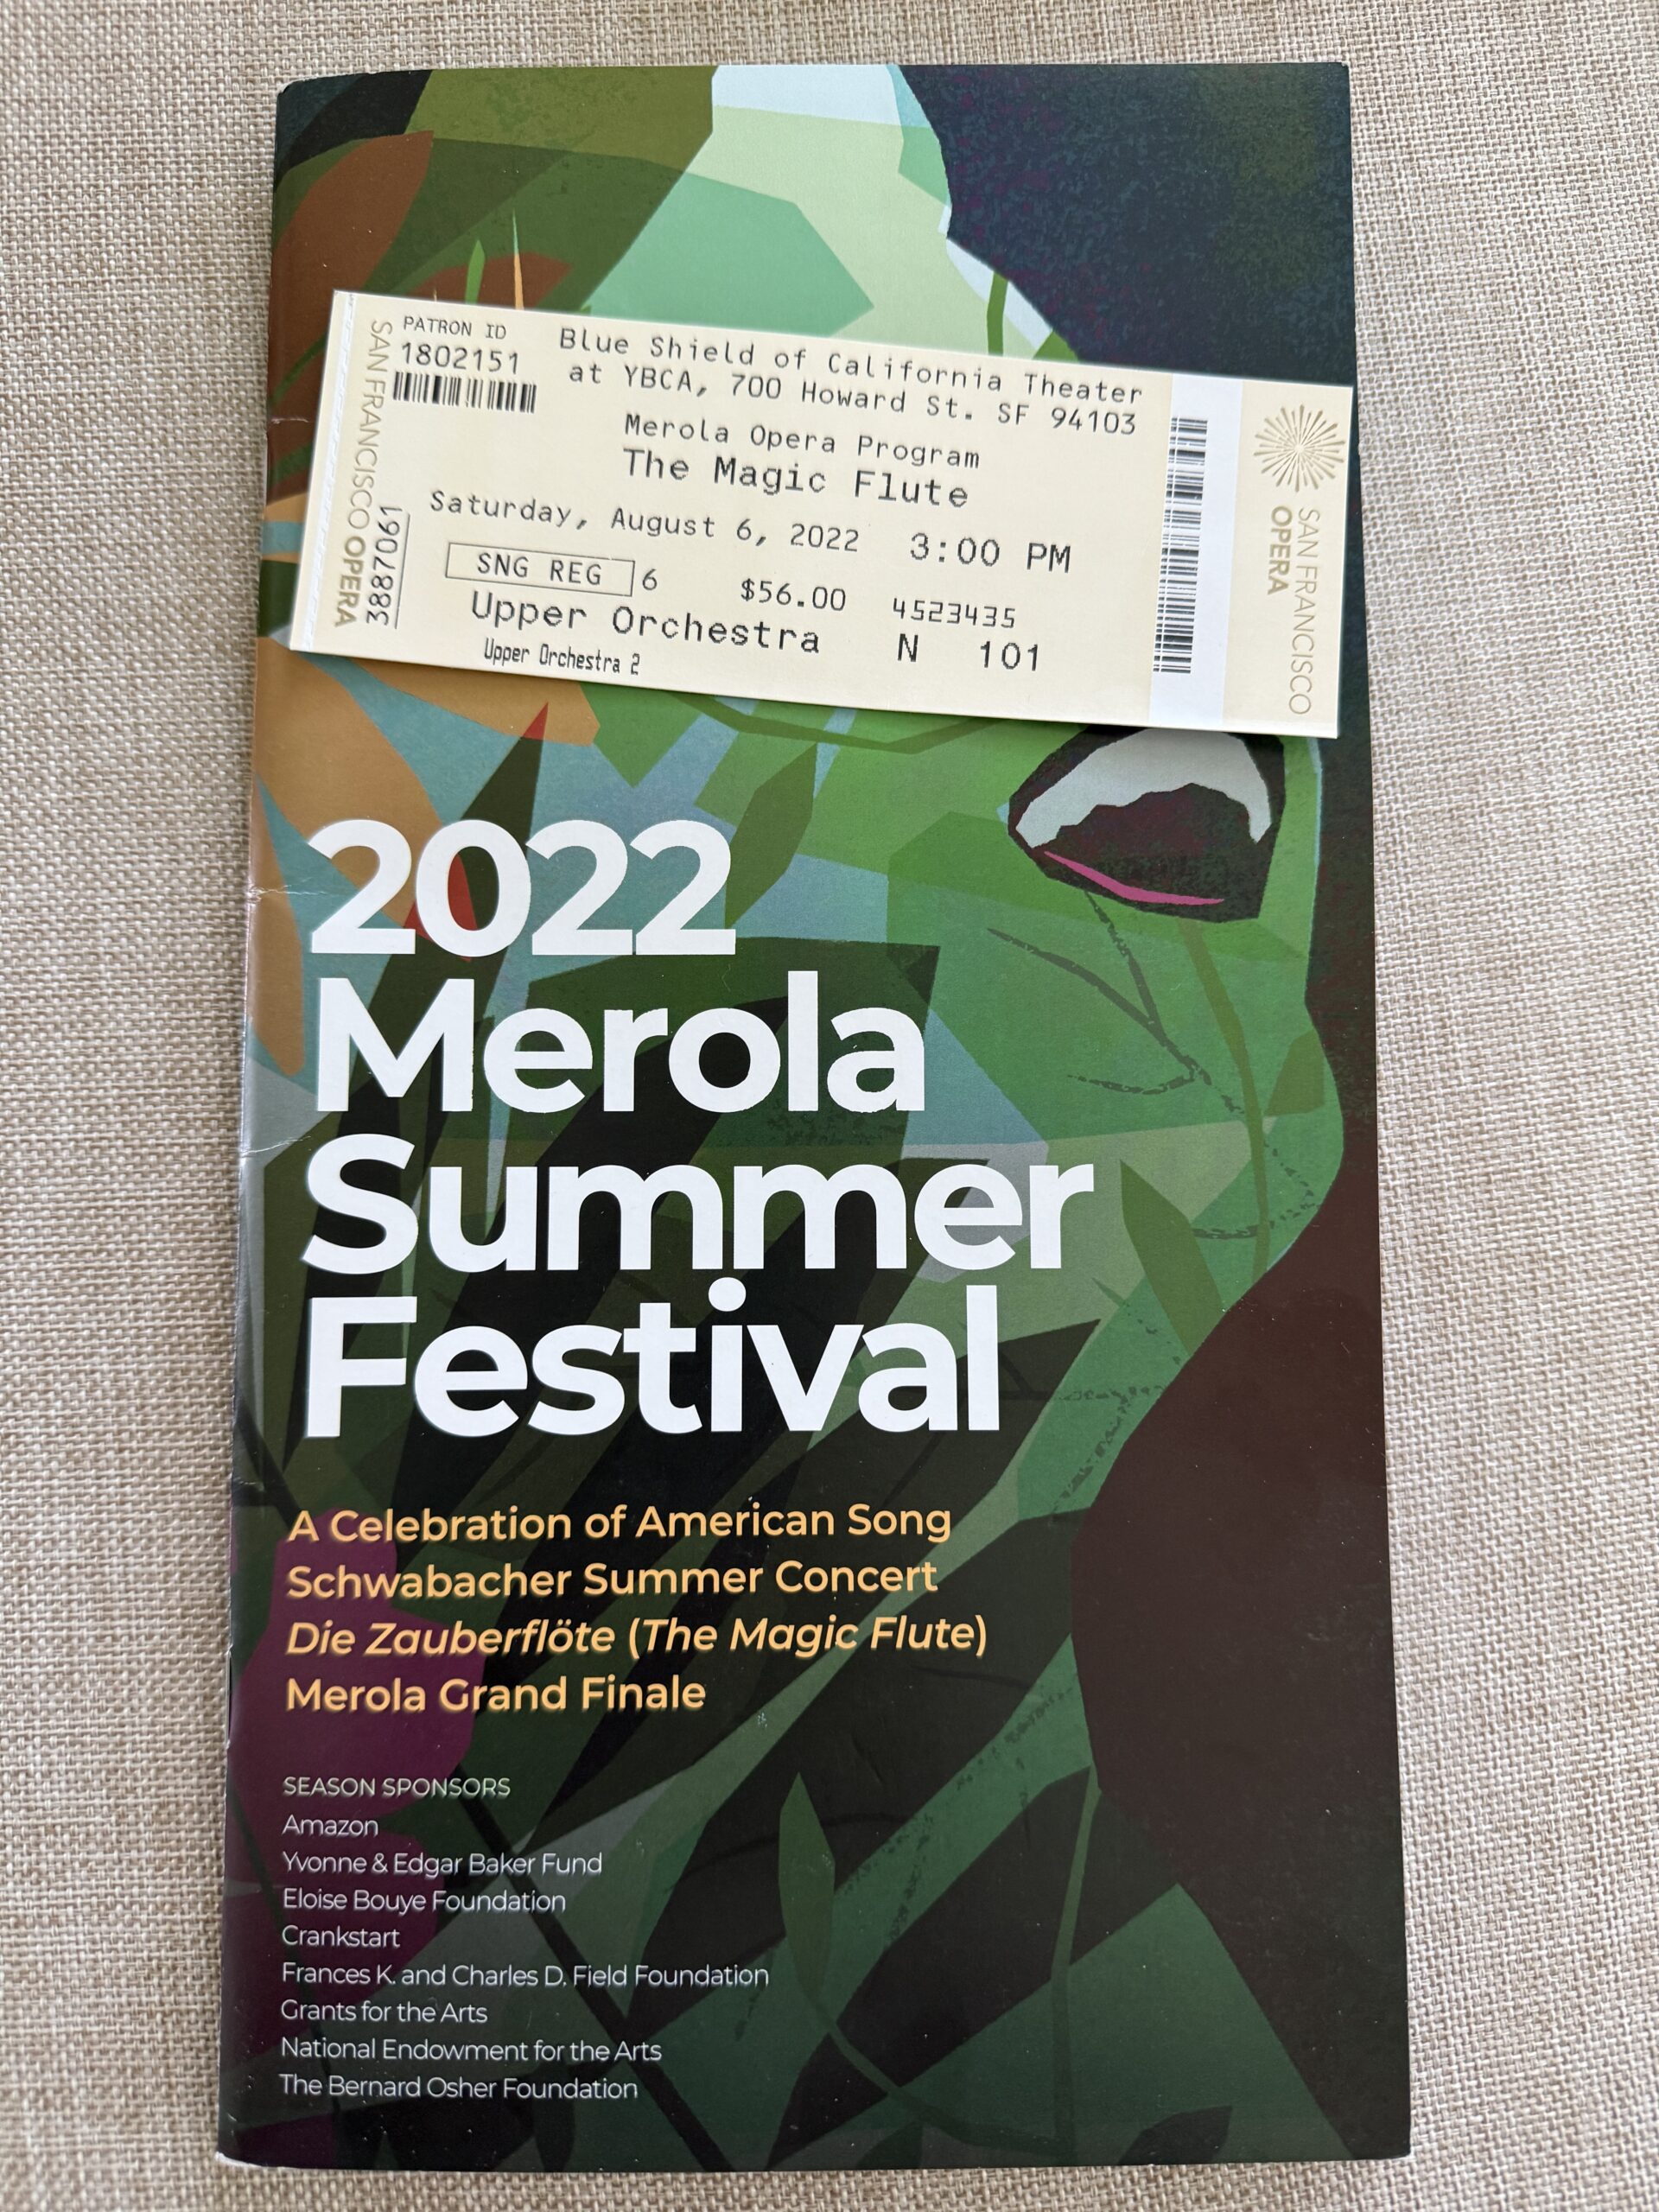 SAN FRANCISCO OPERA
3887061
PATRON ID
1802151
Blue Shield of California Theater
at YBCA, 700 Howard St. SF 94103
Merola Opera Program
The Magic Flute
Saturday, August 6, 2022 3:00 PM
SNG REG 6 $56.00 4523435
Upper Orchestra N 101
Upper Orchestra 2
SAN FRANCISCO
OPERA
2022
Merola
Summer
Festival
A Celebration of American Song
Schwabacher Summer Concert
Die Zauberflöte (The Magic Flute)
Merola Grand Finale
SEASON SPONSORS
Amazon
Yvonne & Edgar Baker Fund
Eloise Bouye Foundation
Crankstart
Frances K. and Charles D. Field Foundation
Grants for the Arts
National Endowment for the Arts
The Bernard Osher Foundation